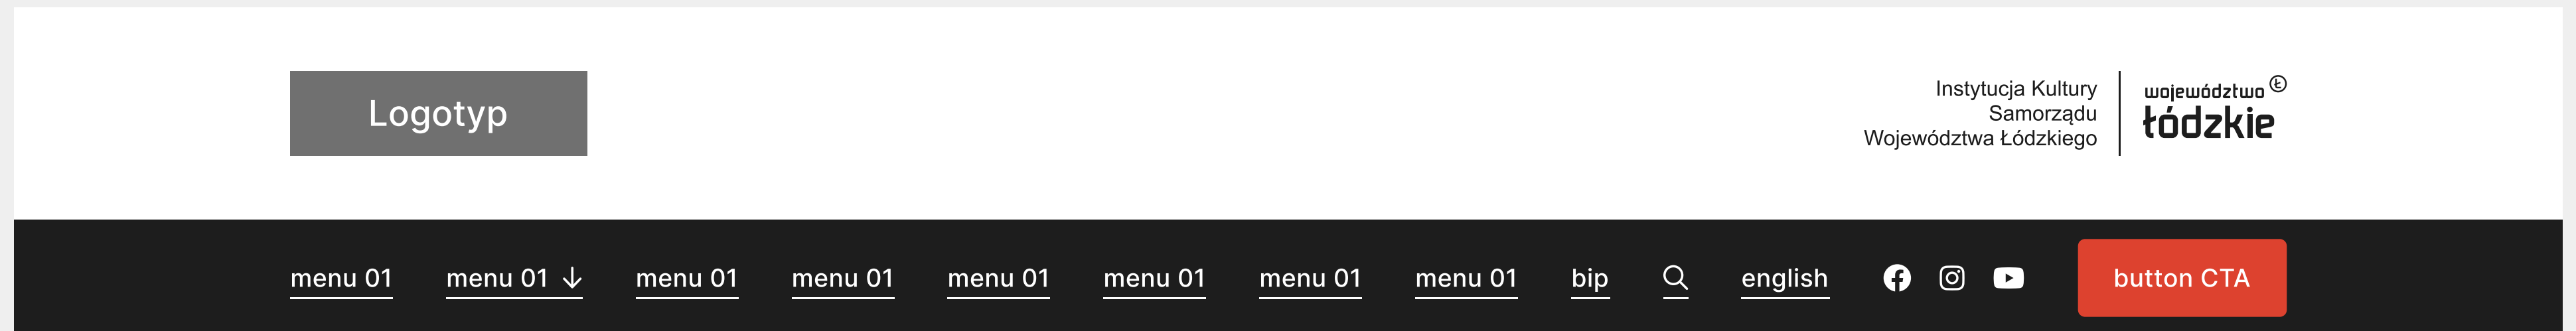 Logotyp
Instytucja Kultury
Samorządu
Województwa Łódzkiego
województwo Ł
łódzkie
menu 01 menu 01 menu 01 menu 01 menu 01 menu 01 menu 01 menu 01 bip english button CTA